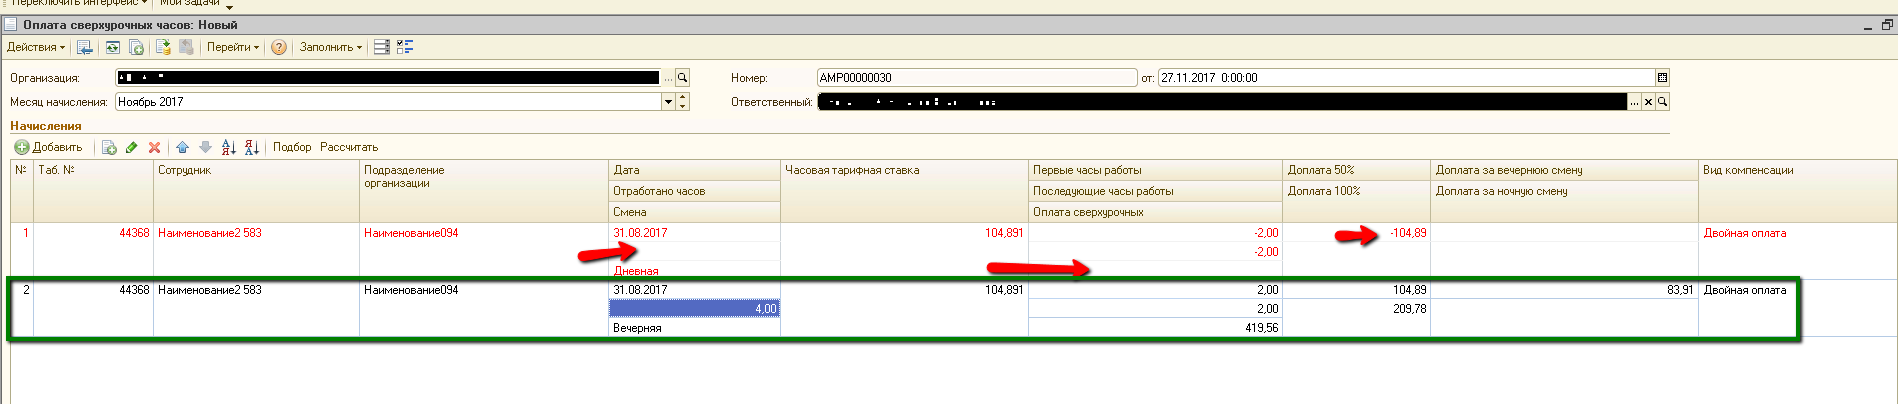 Переключить интерфейс Мои задачи
Оплата сверхурочных часов: Новый
Действия Перейти Заполнить
Организация: ... Номер: АМР00000030 от: 27.11.2017 0:00:00
Месяц начисления: Ноябрь 2017 Ответственный: ...
Начисления
Добавить Подбор Рассчитать
№ Таб. № Сотрудник Подразделение организации Дата Часовая тарифная ставка Первые часы работы Доплата 50% Доплата за вечернюю смену Вид компенсации
Отработано часов Последующие часы работы Доплата 100% Доплата за ночную смену
Смена Оплата сверхурочных
1 44368 Наименование2 583 Наименование094 31.08.2017 104,891 -2,00 -104,89 Двойная оплата
-2,00
Дневная
2 44368 Наименование2 583 Наименование094 31.08.2017 104,891 2,00 104,89 83,91 Двойная оплата
4,00 2,00 209,78
Вечерняя 419,56